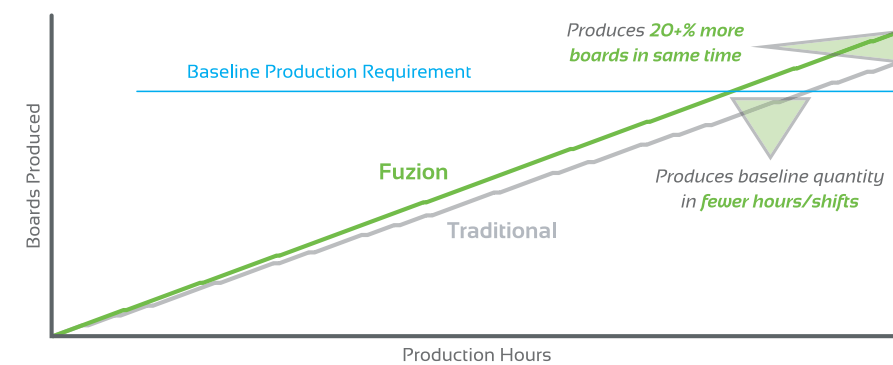 Produces 20+% more
boards in same time
Baseline Production Requirement
Boards Produced
Fuzion
Produces baseline quantity
in fewer hours/shifts
Traditional
Production Hours